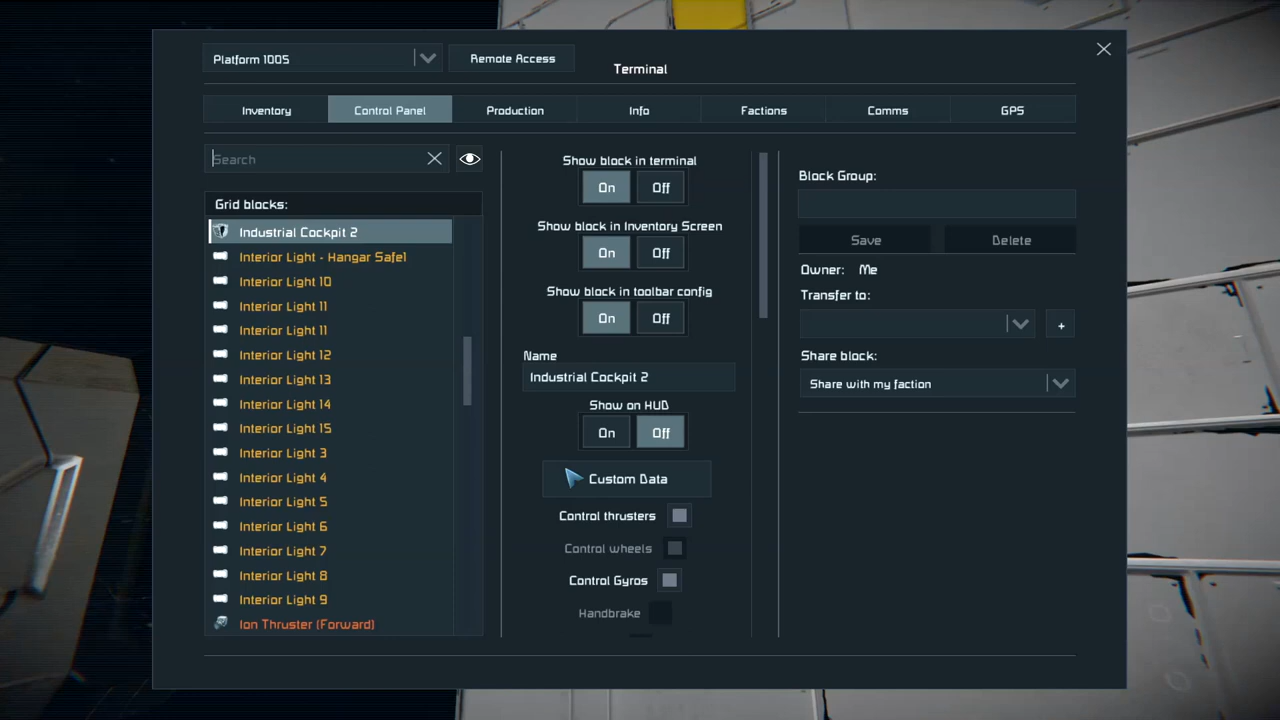 Platform 1005
Remote Access
Terminal
Inventory
Control Panel
Production
Info
Factions
Comms
GPS
Search
Grid blocks:
Industrial Cockpit 2
Interior Light - Hangar Safe1
Interior Light 10
Interior Light 11
Interior Light 11
Interior Light 12
Interior Light 13
Interior Light 14
Interior Light 15
Interior Light 3
Interior Light 4
Interior Light 5
Interior Light 6
Interior Light 7
Interior Light 8
Interior Light 9
Ion Thruster (Forward)
Show block in terminal
On Off
Show block in Inventory Screen
On Off
Show block in toolbar config
On Off
Name
Industrial Cockpit 2
Show on HUD
On Off
Custom Data
Control thrusters
Control wheels
Control Gyros
Handbrake
Block Group:
Save
Delete
Owner: Me
Transfer to:
+
Share block:
Share with my faction